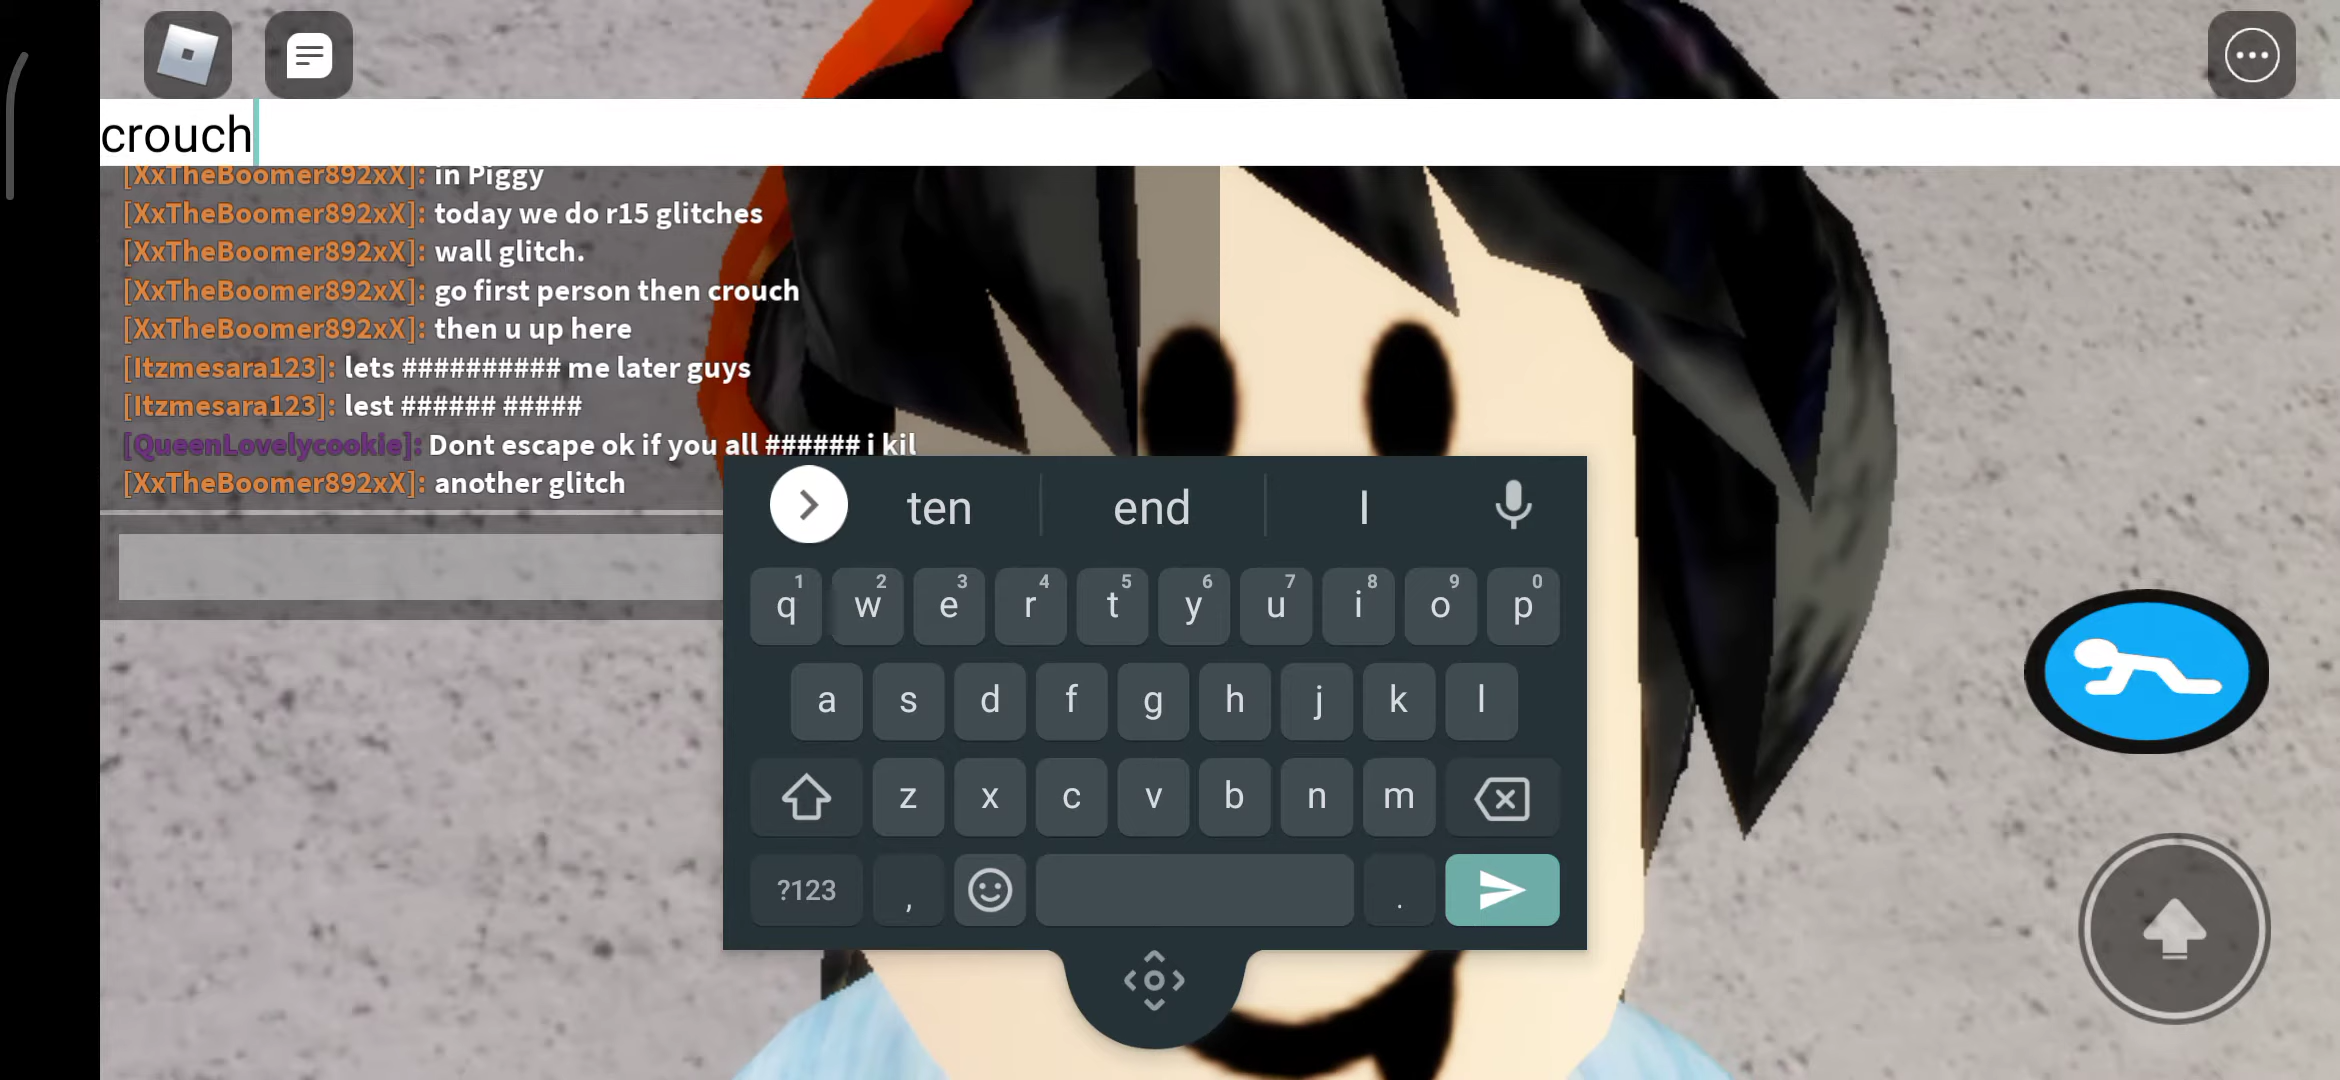 crouch
[XxTheBoomer892xX]: in Piggy
[XxTheBoomer892xX]: today we do r15 glitches
[XxTheBoomer892xX]: wall glitch.
[XxTheBoomer892xX]: go first person then crouch
[XxTheBoomer892xX]: then u up here
[Itzmesara123]: lets ########## me later guys
[Itzmesara123]: lest ###### #####
[QueenLovelycookie]: Dont escape ok if you all ###### i kil
[XxTheBoomer892xX]: another glitch
ten end I
1 2 3 4 5 6 7 8 9 0
q w e r t y u i o p
a s d f g h j k l
z x c v b n m
?123 , .